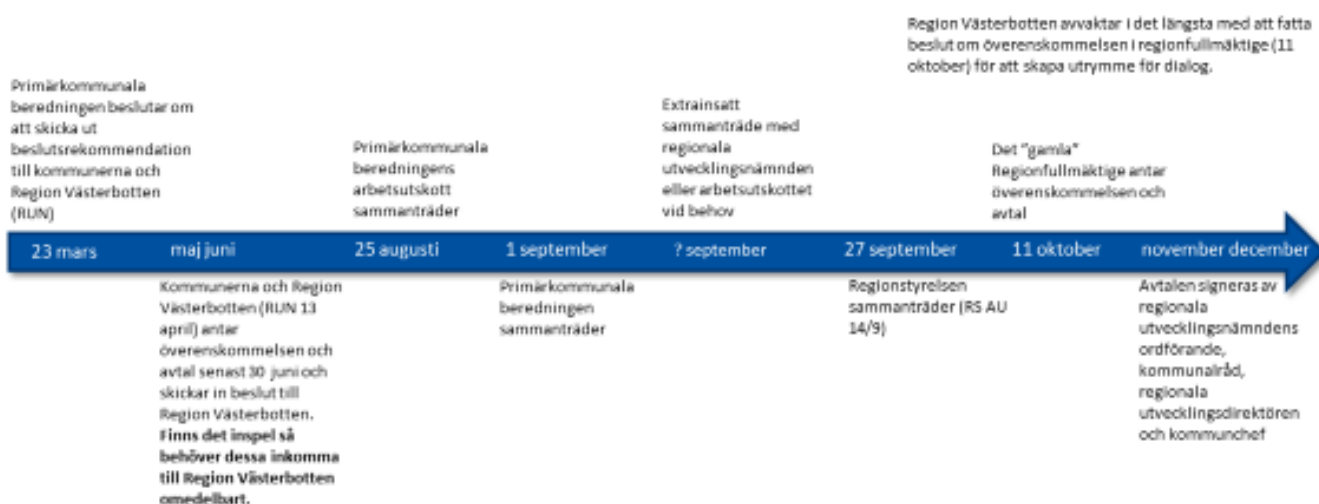 Region Västerbotten avvaktar i det längsta med att fatta
beslut om överenskommelsen i regionfullmäktige (11
oktober) för att skapa utrymme för dialog.
Primärkommunala
beredningen beslutar om
att skicka ut
beslutsrekommendation
till kommunerna och
Region Västerbotten
(RUN)
Primärkommunala
beredningens
arbetsutskott
sammanträder
Extrainsatt
sammanträde med
regionala
utvecklingsnämnden
eller arbetsutskottet
vid behov
Det "gamla"
Regionfullmäktige antar
överenskommelsen och
avtal
23 mars
maj juni
25 augusti
1 september
? september
27 september
11 oktober
november december
Kommunerna och Region
Västerbotten (RUN 13
april) antar
överenskommelsen och
avtal senast 30 juni och
skickar in beslut till
Region Västerbotten.
Finns det inspel så
behöver dessa inkomma
till Region Västerbotten
omedelbart.
Primärkommunala
beredningen
sammanträder
Regionstyrelsen
sammanträder (RS AU
14/9)
Avtalen signeras av
regionala
utvecklingsnämndens
ordförande,
kommunalråd,
regionala
utvecklingsdirektören
och kommunchef